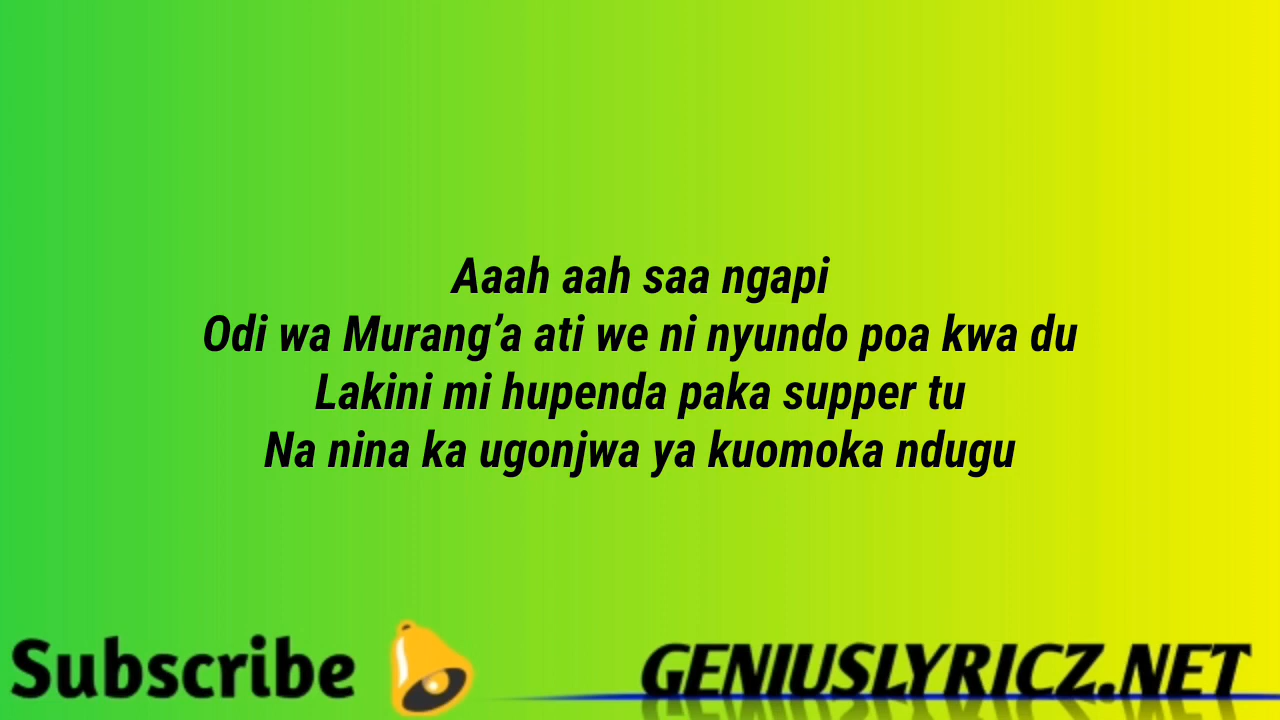 Aaah aah saa ngapi
Odi wa Murang’a ati we ni nyundo poa kwa du
Lakini mi hupenda paka supper tu
Na nina ka ugonjwa ya kuomoka ndugu
Subscribe
GENIUSLYRICZ.NET